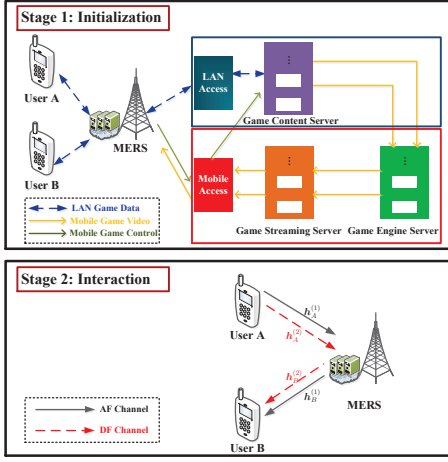 Stage 1: Initialization
User A
User B
MERS
LAN
Access
Game Content Server
Mobile
Access
Game Streaming Server
Game Engine Server
LAN Game Data
Mobile Game Video
Mobile Game Control
Stage 2: Interaction
User A
h_A^{(1)}
h_A^{(2)}
h_B^{(2)}
h_B^{(1)}
MERS
User B
AF Channel
DF Channel